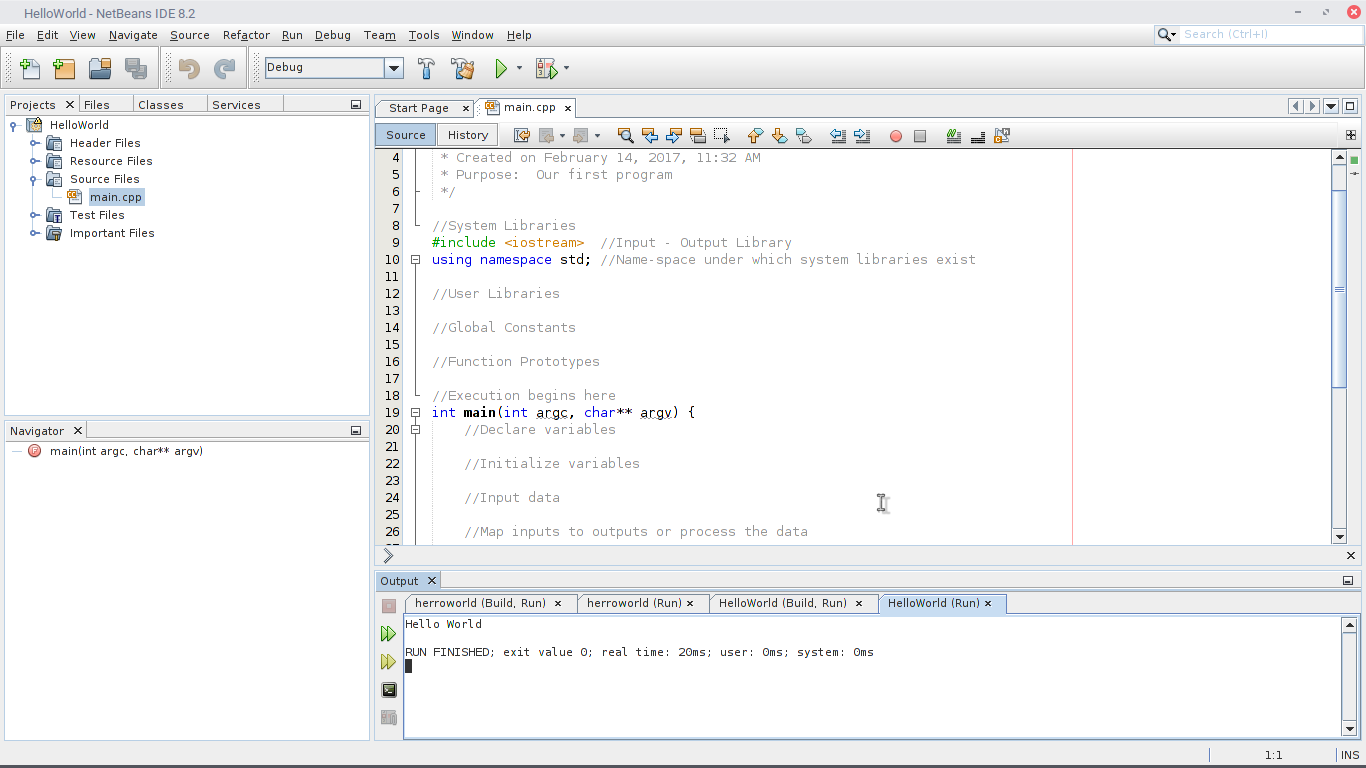 HelloWorld - NetBeans IDE 8.2
File Edit View Navigate Source Refactor Run Debug Team Tools Window Help
Search (Ctrl+I)
Debug
Projects Files Classes Services
HelloWorld
Header Files
Resource Files
Source Files
main.cpp
Test Files
Important Files
Navigator
main(int argc, char** argv)
Start Page main.cpp
Source History
4 * Created on February 14, 2017, 11:32 AM
5 * Purpose:  Our first program
6 */
7
8 //System Libraries
9 #include <iostream>  //Input - Output Library
10 using namespace std; //Name-space under which system libraries exist
11
12 //User Libraries
13
14 //Global Constants
15
16 //Function Prototypes
17
18 //Execution begins here
19 int main(int argc, char** argv) {
20     //Declare variables
21
22     //Initialize variables
23
24     //Input data
25
26     //Map inputs to outputs or process the data
Output
herroworld (Build, Run) herroworld (Run) HelloWorld (Build, Run) HelloWorld (Run)
Hello World
RUN FINISHED; exit value 0; real time: 20ms; user: 0ms; system: 0ms
1:1 INS